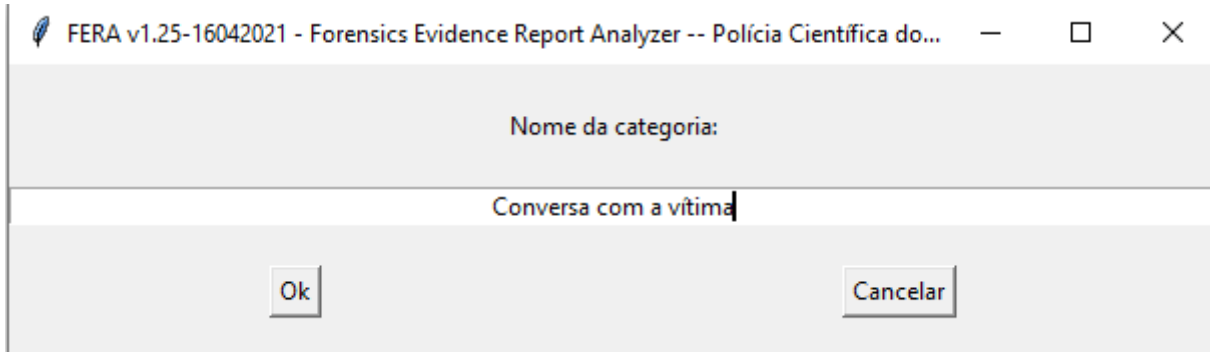 FERA v1.25-16042021 - Forensics Evidence Report Analyzer -- Polícia Científica do...
Nome da categoria:
Conversa com a vítima
Ok
Cancelar